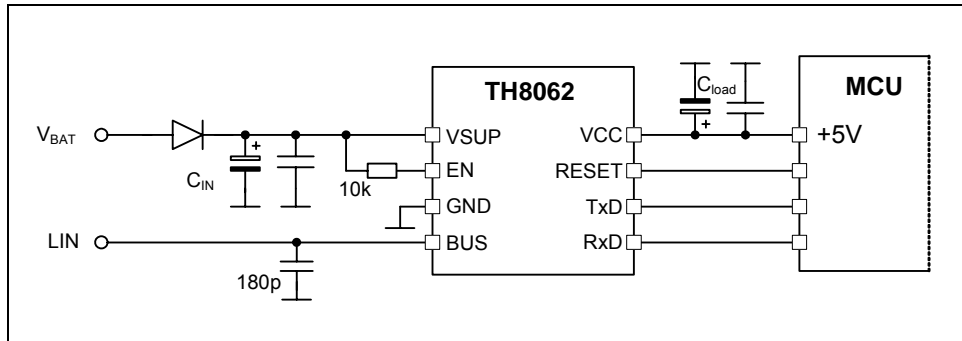 TH8062
MCU
C_load
V_BAT
VSUP
VCC
+5V
+
+
C_IN
10k
EN
RESET
GND
TxD
LIN
BUS
RxD
180p